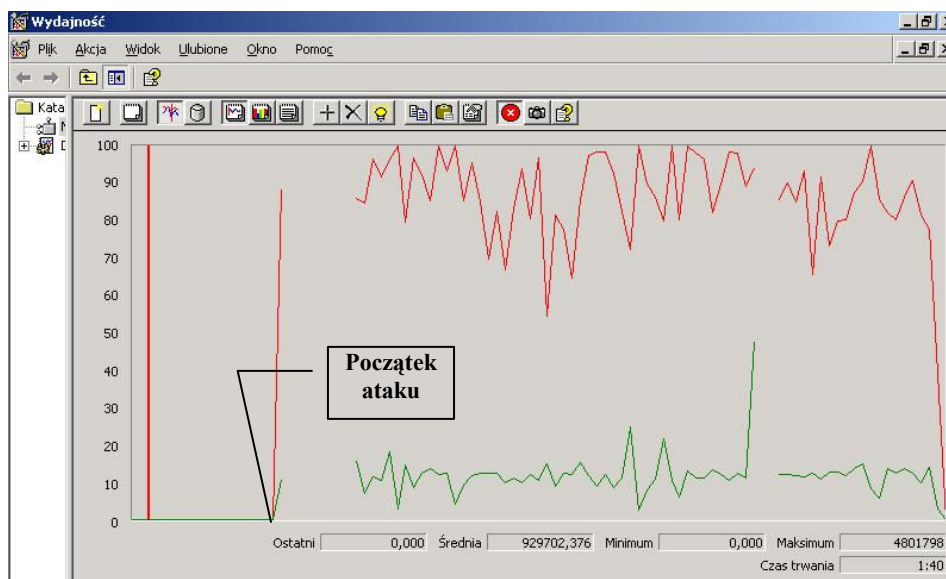 Wydajność
Plik Akcja Widok Ulubione Okno Pomoc
Kata
100
90
80
70
60
50
40
30
20
10
0
Początek
ataku
Ostatni 0,000 Średnia 929702,376 Minimum 0,000 Maksimum 4801798
Czas trwania 1:40